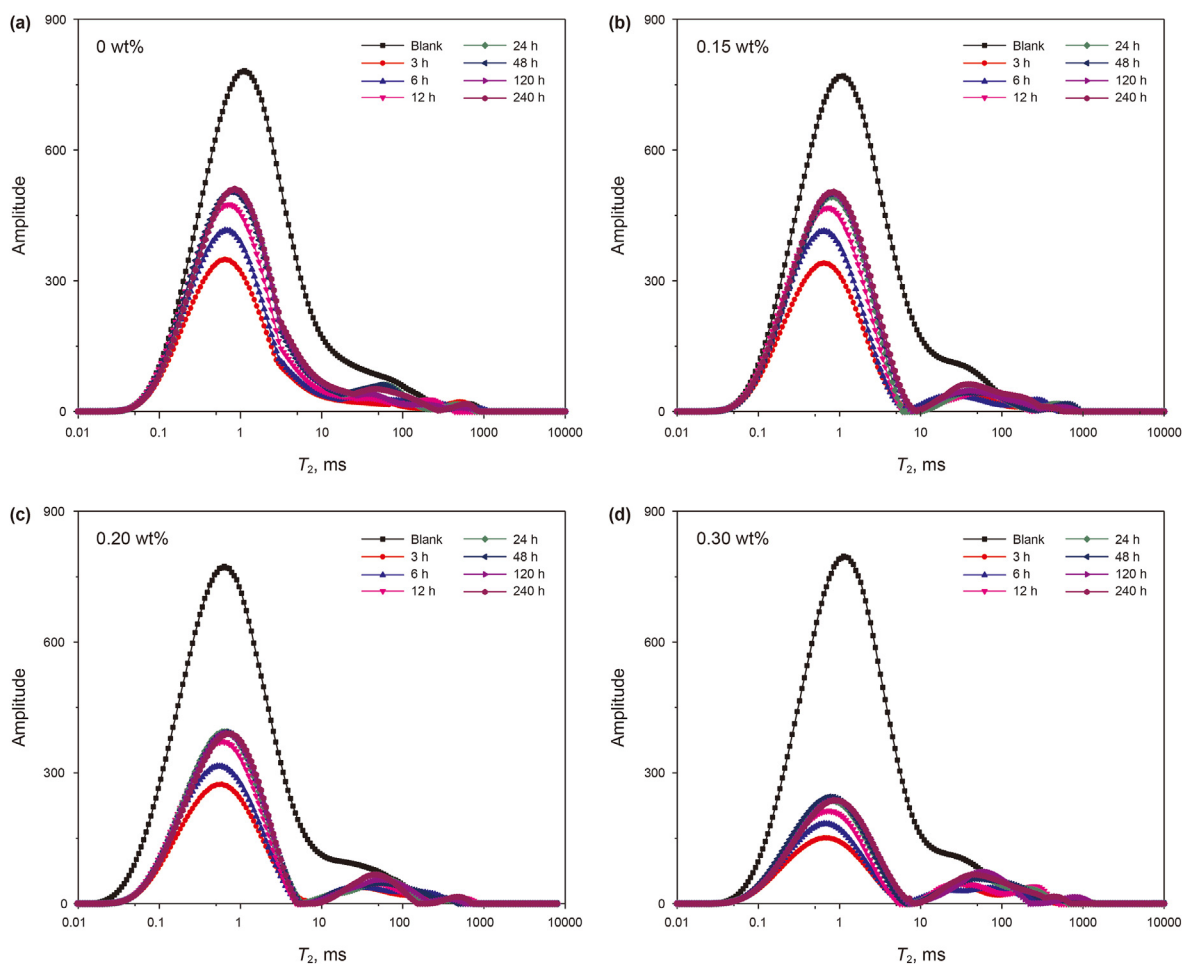 (a)
900
600
300
0
Amplitude
0 wt%
Blank
3 h
6 h
12 h
24 h
48 h
120 h
240 h
0.01
0.1
1
10
100
1000
10000
T₂, ms
(b)
900
600
300
0
Amplitude
0.15 wt%
Blank
3 h
6 h
12 h
24 h
48 h
120 h
240 h
0.01
0.1
1
10
100
1000
10000
T₂, ms
(c)
900
600
300
0
Amplitude
0.20 wt%
Blank
3 h
6 h
12 h
24 h
48 h
120 h
240 h
0.01
0.1
1
10
100
1000
10000
T₂, ms
(d)
900
600
300
0
Amplitude
0.30 wt%
Blank
3 h
6 h
12 h
24 h
48 h
120 h
240 h
0.01
0.1
1
10
100
1000
10000
T₂, ms